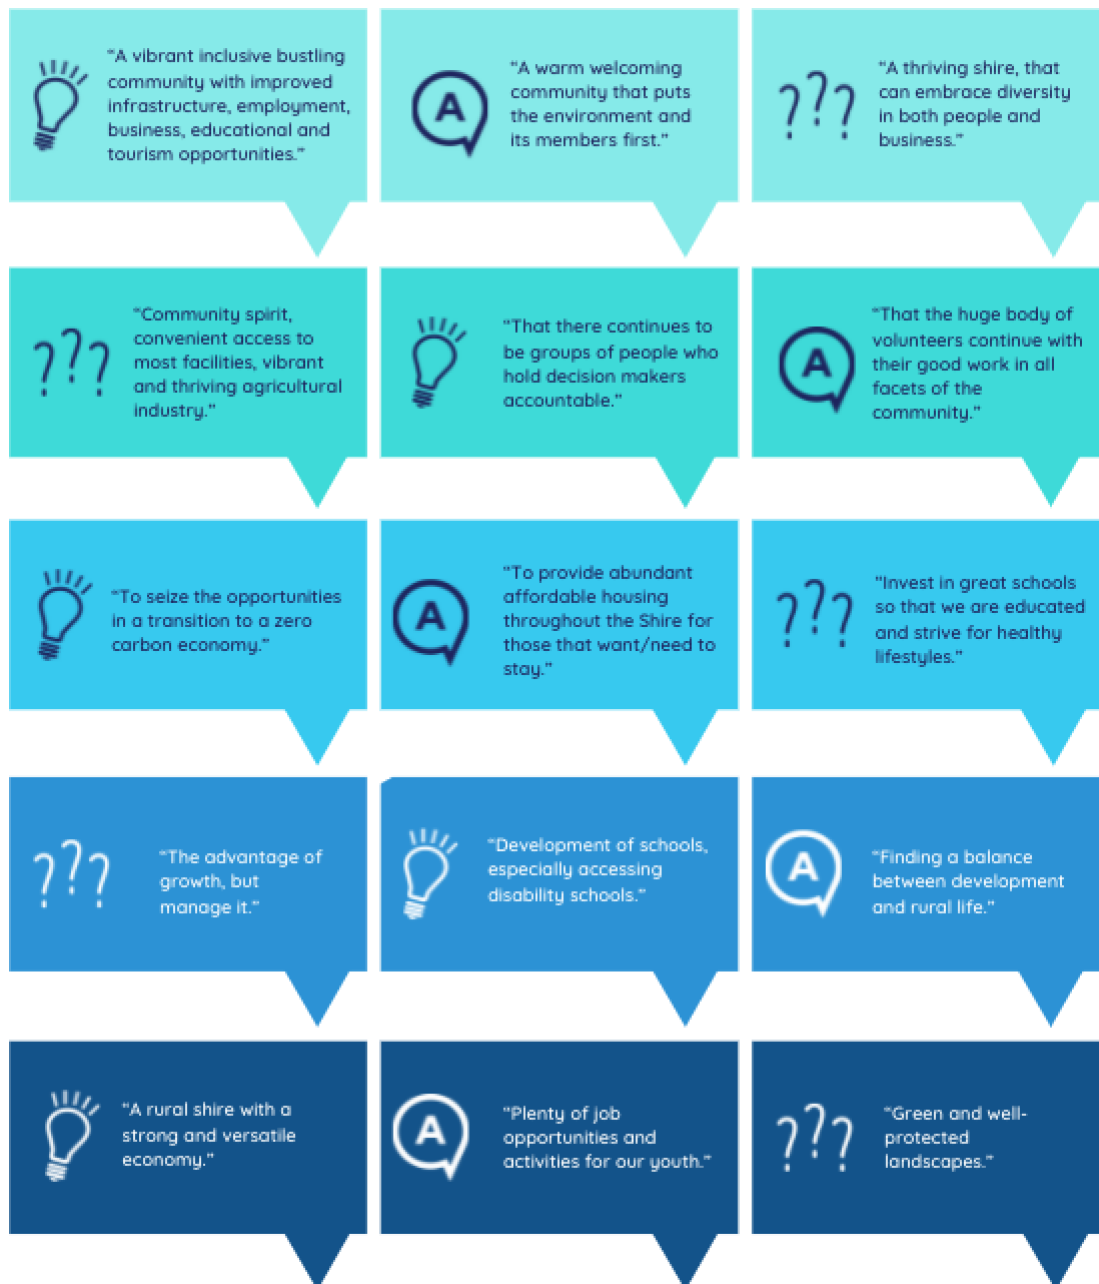 "A vibrant inclusive bustling
community with improved
infrastructure, employment,
business, educational and
tourism opportunities."
A
"A warm welcoming
community that puts
the environment and
its members first."
???
"A thriving shire, that
can embrace diversity
in both people and
business."
???
"Community spirit,
convenient access to
most facilities, vibrant
and thriving agricultural
industry."
"That there continues to
be groups of people who
hold decision makers
accountable."
A
"That the huge body of
volunteers continue with
their good work in all
facets of the
community."
"To seize the opportunities
in a transition to a zero
carbon economy."
A
"To provide abundant
affordable housing
throughout the Shire for
those that want/need to
stay."
???
"Invest in great schools
so that we are educated
and strive for healthy
lifestyles."
???
"The advantage of
growth, but
manage it."
"Development of schools,
especially accessing
disability schools."
A
"Finding a balance
between development
and rural life."
"A rural shire with a
strong and versatile
economy."
A
"Plenty of job
opportunities and
activities for our youth."
???
"Green and well-
protected
landscapes."